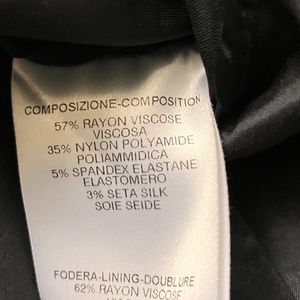 COMPOSIZIONE-COMPOSITION
57% RAYON VISCOSE
VISCOSA
35% NYLON POLYAMIDE
POLIAMMIDICA
5% SPANDEX ELASTANE
ELASTOMERO
3% SETA SILK
SOIE SEIDE
FODERA-LINING-DOUBLURE
62% RAYON VISCOSE